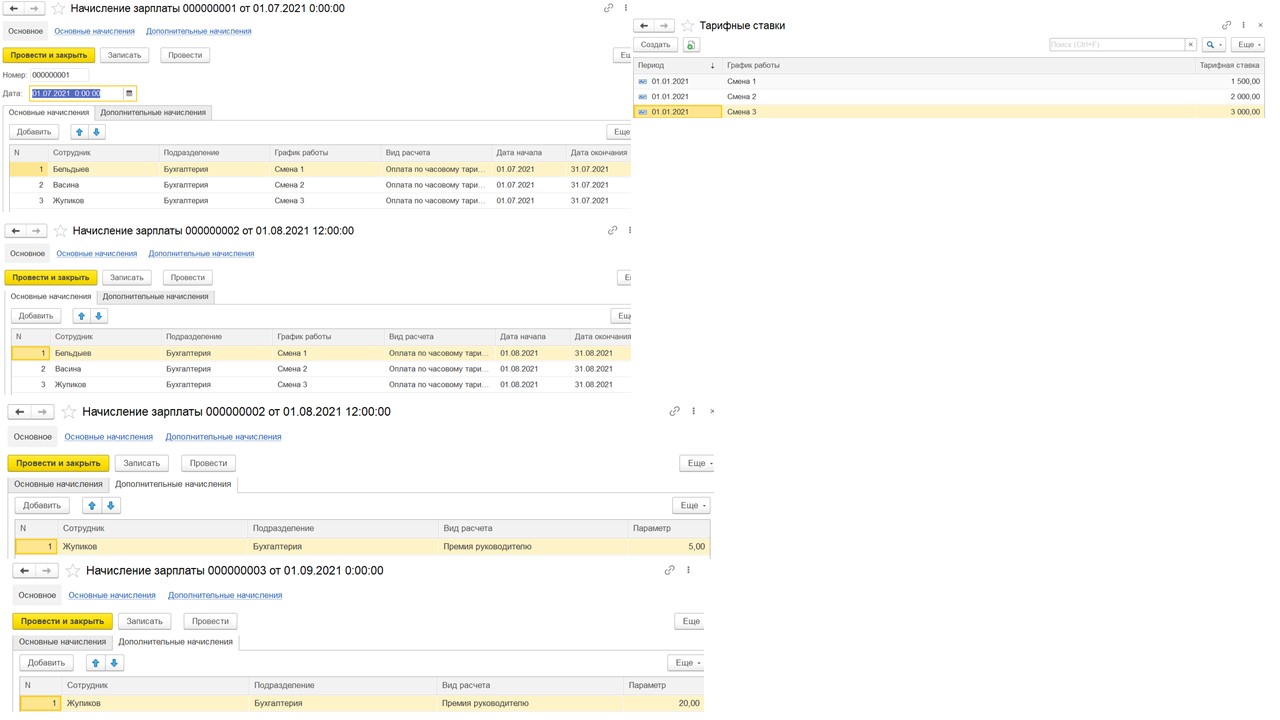 Начисление зарплаты 000000001 от 01.07.2021 0:00:00
Основное Основные начисления Дополнительные начисления
Провести и закрыть Записать Провести Ещ
Номер: 000000001
Дата: 01.07.2021 0:00:00
Основные начисления Дополнительные начисления
Добавить Еще
N Сотрудник Подразделение График работы Вид расчета Дата начала Дата окончания
1 Бельдыев Бухгалтерия Смена 1 Оплата по часовому тари... 01.07.2021 31.07.2021
2 Васина Бухгалтерия Смена 2 Оплата по часовому тари... 01.07.2021 31.07.2021
3 Жупиков Бухгалтерия Смена 3 Оплата по часовому тари... 01.07.2021 31.07.2021
Тарифные ставки
Создать Поиск (Ctrl+F) × Еще
Период ↓ График работы Тарифная ставка
01.01.2021 Смена 1 1 500,00
01.01.2021 Смена 2 2 000,00
01.01.2021 Смена 3 3 000,00
Начисление зарплаты 000000002 от 01.08.2021 12:00:00
Основное Основные начисления Дополнительные начисления
Провести и закрыть Записать Провести Е
Основные начисления Дополнительные начисления
Добавить Ещ
N Сотрудник Подразделение График работы Вид расчета Дата начала Дата окончания
1 Бельдыев Бухгалтерия Смена 1 Оплата по часовому тари... 01.08.2021 31.08.2021
2 Васина Бухгалтерия Смена 2 Оплата по часовому тари... 01.08.2021 31.08.2021
3 Жупиков Бухгалтерия Смена 3 Оплата по часовому тари... 01.08.2021 31.08.2021
Начисление зарплаты 000000002 от 01.08.2021 12:00:00
Основное Основные начисления Дополнительные начисления
Провести и закрыть Записать Провести Еще
Основные начисления Дополнительные начисления
Добавить Еще
N Сотрудник Подразделение Вид расчета Параметр
1 Жупиков Бухгалтерия Премия руководителю 5,00
Начисление зарплаты 000000003 от 01.09.2021 0:00:00
Основное Основные начисления Дополнительные начисления
Провести и закрыть Записать Провести Еще
Основные начисления Дополнительные начисления
Добавить Еще
N Сотрудник Подразделение Вид расчета Параметр
1 Жупиков Бухгалтерия Премия руководителю 20,00